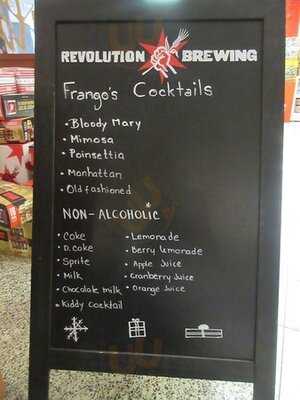 REVOLUTION BREWING
Frango's Cocktails
• Bloody Mary
• Mimosa
• Poinsettia
• Manhattan
• Old fashioned
NON-ALCOHOLIC
• Coke
• D. Coke
• Sprite
• Milk
• Chocolate milk
• Kiddy Cocktail
• Lemonade
• Berry Lemonade
• Apple Juice
• Cranberry Juice
• Orange Juice